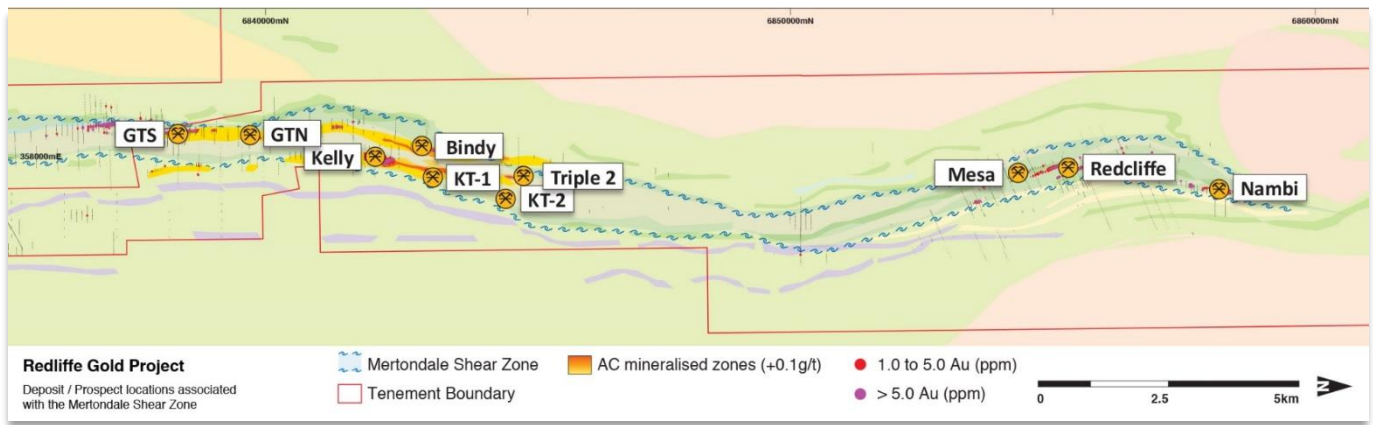 6840000mN
6850000mN
6860000mN
358000mE
GTS
GTN
Kelly
Bindy
KT-1
Triple 2
KT-2
Mesa
Redcliffe
Nambi
Redliffe Gold Project
Deposit / Prospect locations associated
with the Mertondale Shear Zone
Mertondale Shear Zone
Tenement Boundary
AC mineralised zones (+0.1g/t)
1.0 to 5.0 Au (ppm)
> 5.0 Au (ppm)
0
2.5
5km
N